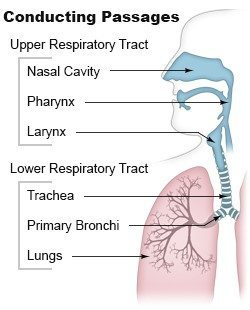 Conducting Passages
Upper Respiratory Tract
Nasal Cavity
Pharynx
Larynx
Lower Respiratory Tract
Trachea
Primary Bronchi
Lungs